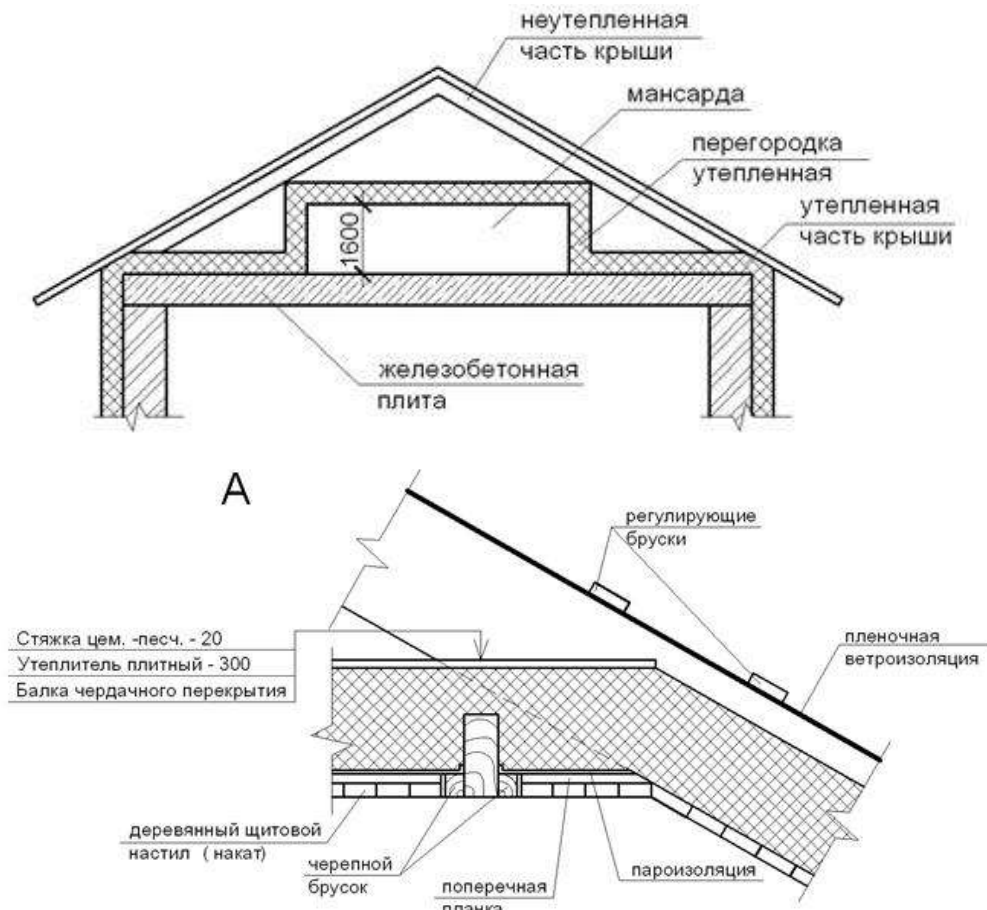 неутепленная
часть крыши
мансарда
перегородка
утепленная
утепленная
часть крыши
1600
железобетонная
плита
А
регулирующие
бруски
Стяжка цем. -песч. - 20
Утеплитель плитный - 300
Балка чердачного перекрытия
пленочная
ветроизоляция
деревянный щитовой
настил ( накат)
черепной
брусок
пароизоляция
поперечная
планка